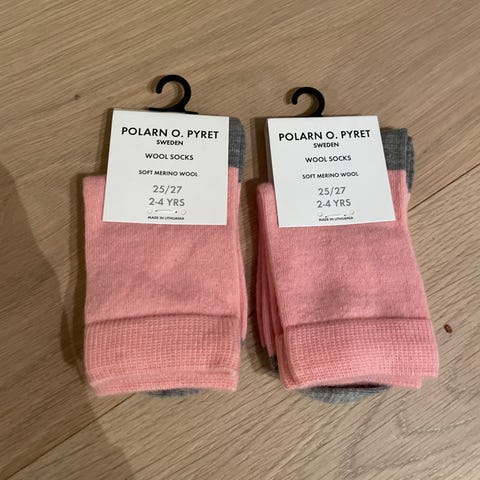 POLARN O. PYRET
SWEDEN
WOOL SOCKS
SOFT MERINO WOOL
25/27
2-4 YRS
MADE IN LITHUANIA
POLARN O. PYRET
SWEDEN
WOOL SOCKS
SOFT MERINO WOOL
25/27
2-4 YRS
MADE IN LITHUANIA